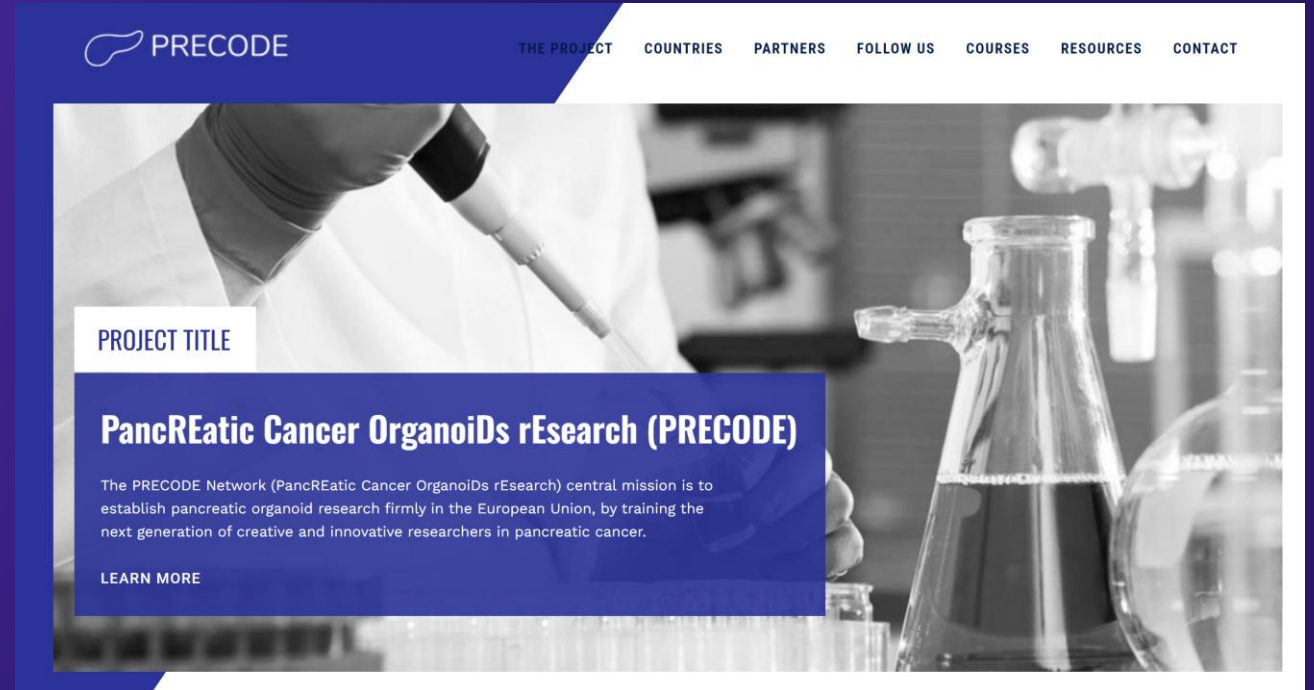 PRECODE
THE PROJECT COUNTRIES PARTNERS FOLLOW US COURSES RESOURCES CONTACT
PROJECT TITLE
PancREatic Cancer OrganoiDs rEsearch (PRECODE)
The PRECODE Network (PancREatic Cancer OrganoiDs rEsearch) central mission is to
establish pancreatic organoid research firmly in the European Union, by training the
next generation of creative and innovative researchers in pancreatic cancer.
LEARN MORE